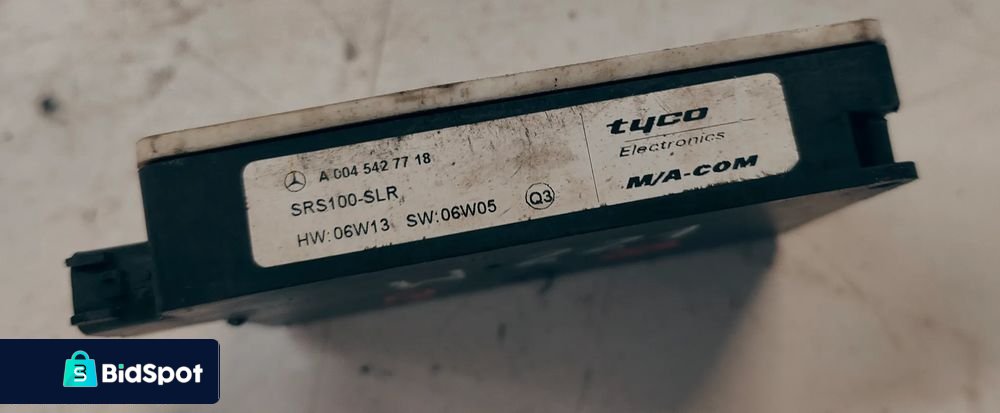 A 004 542 77 18
SRS100-SLR
HW: 06W13 SW: 06W05
Q3
tyco
Electronics
M/A-COM
BidSpot